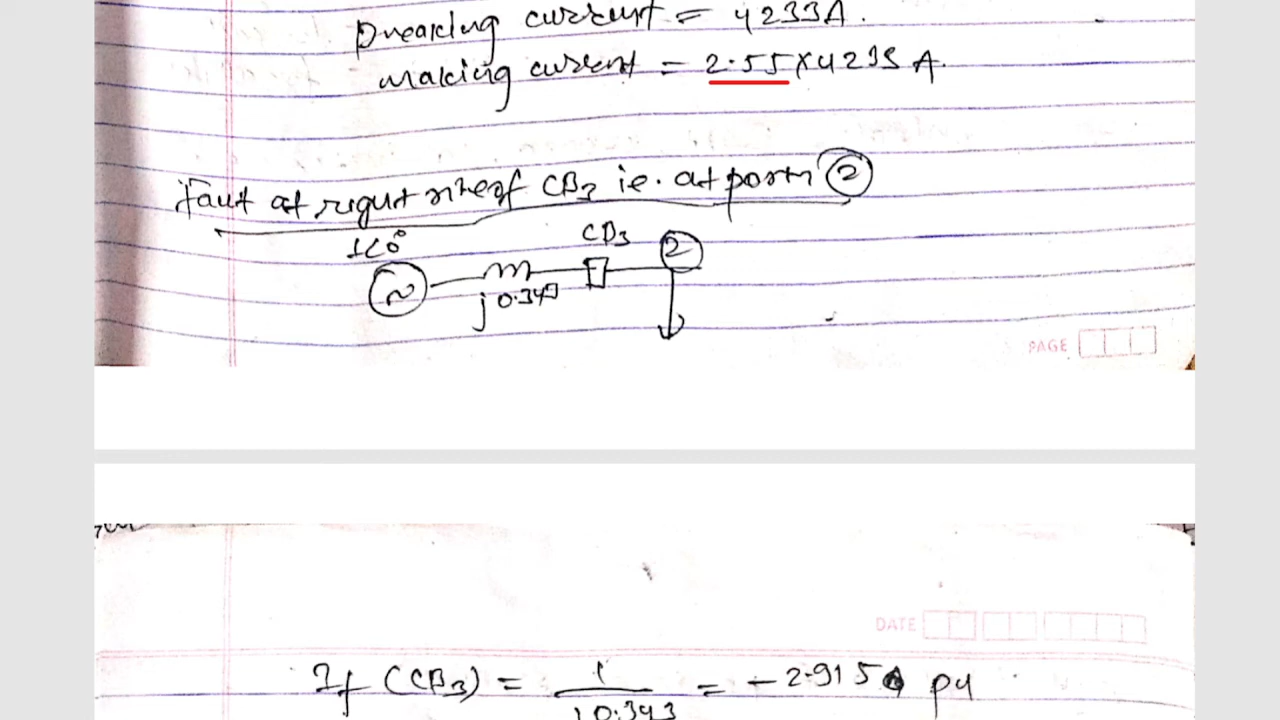 Breaking current = 4233A.
making current = 2.55×4233 A.
Fault at right side of CB3 ie. at point ②
1∠0°
CB3
②
~
j0.343
PAGE
DATE
If (CB3) = 1 / j0.343 = -2.915 pu